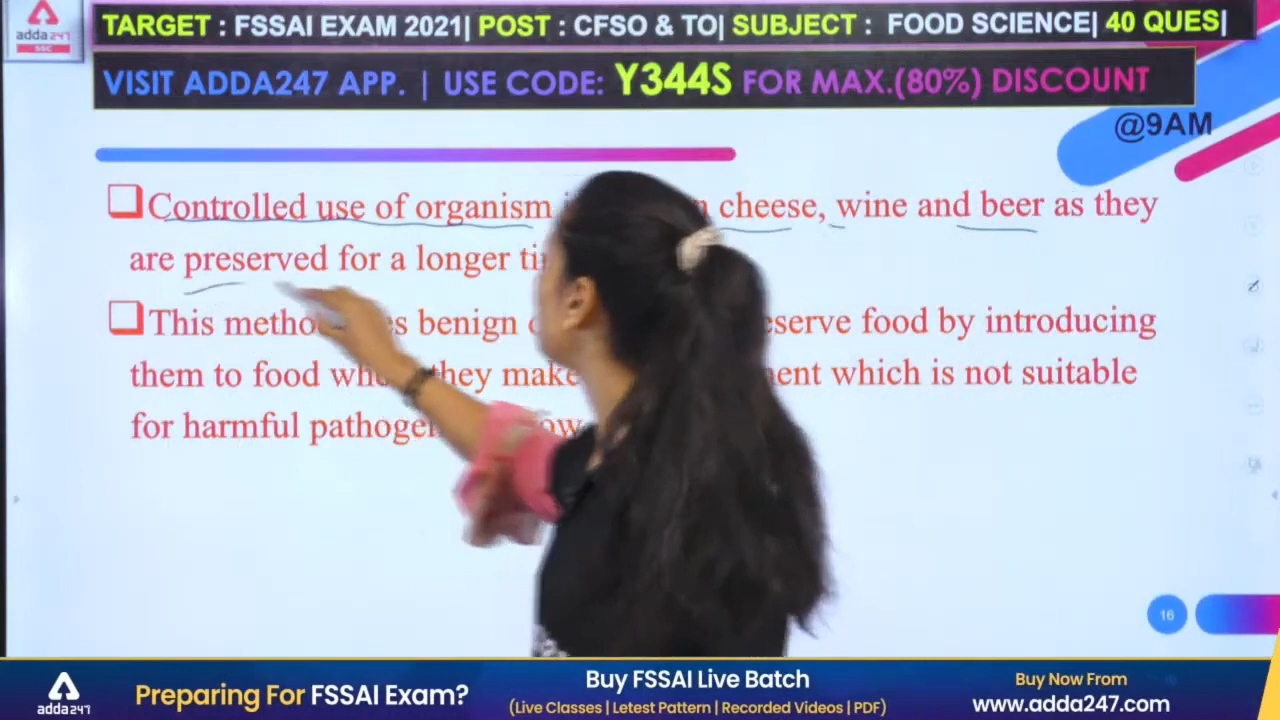 adda247
SSC
TARGET : FSSAI EXAM 2021| POST : CFSO & TO| SUBJECT : FOOD SCIENCE| 40 QUES|
VISIT ADDA247 APP. | USE CODE: Y344S FOR MAX.(80%) DISCOUNT
@9AM
Controlled use of organism cheese, wine and beer as they
are preserved for a longer
This benign by introducing
them to food they make which is not suitable
for harmful
16
adda247
Preparing For FSSAI Exam?
Buy FSSAI Live Batch
(Live Classes | Letest Pattern | Recorded Videos | PDF)
Buy Now From
www.adda247.com